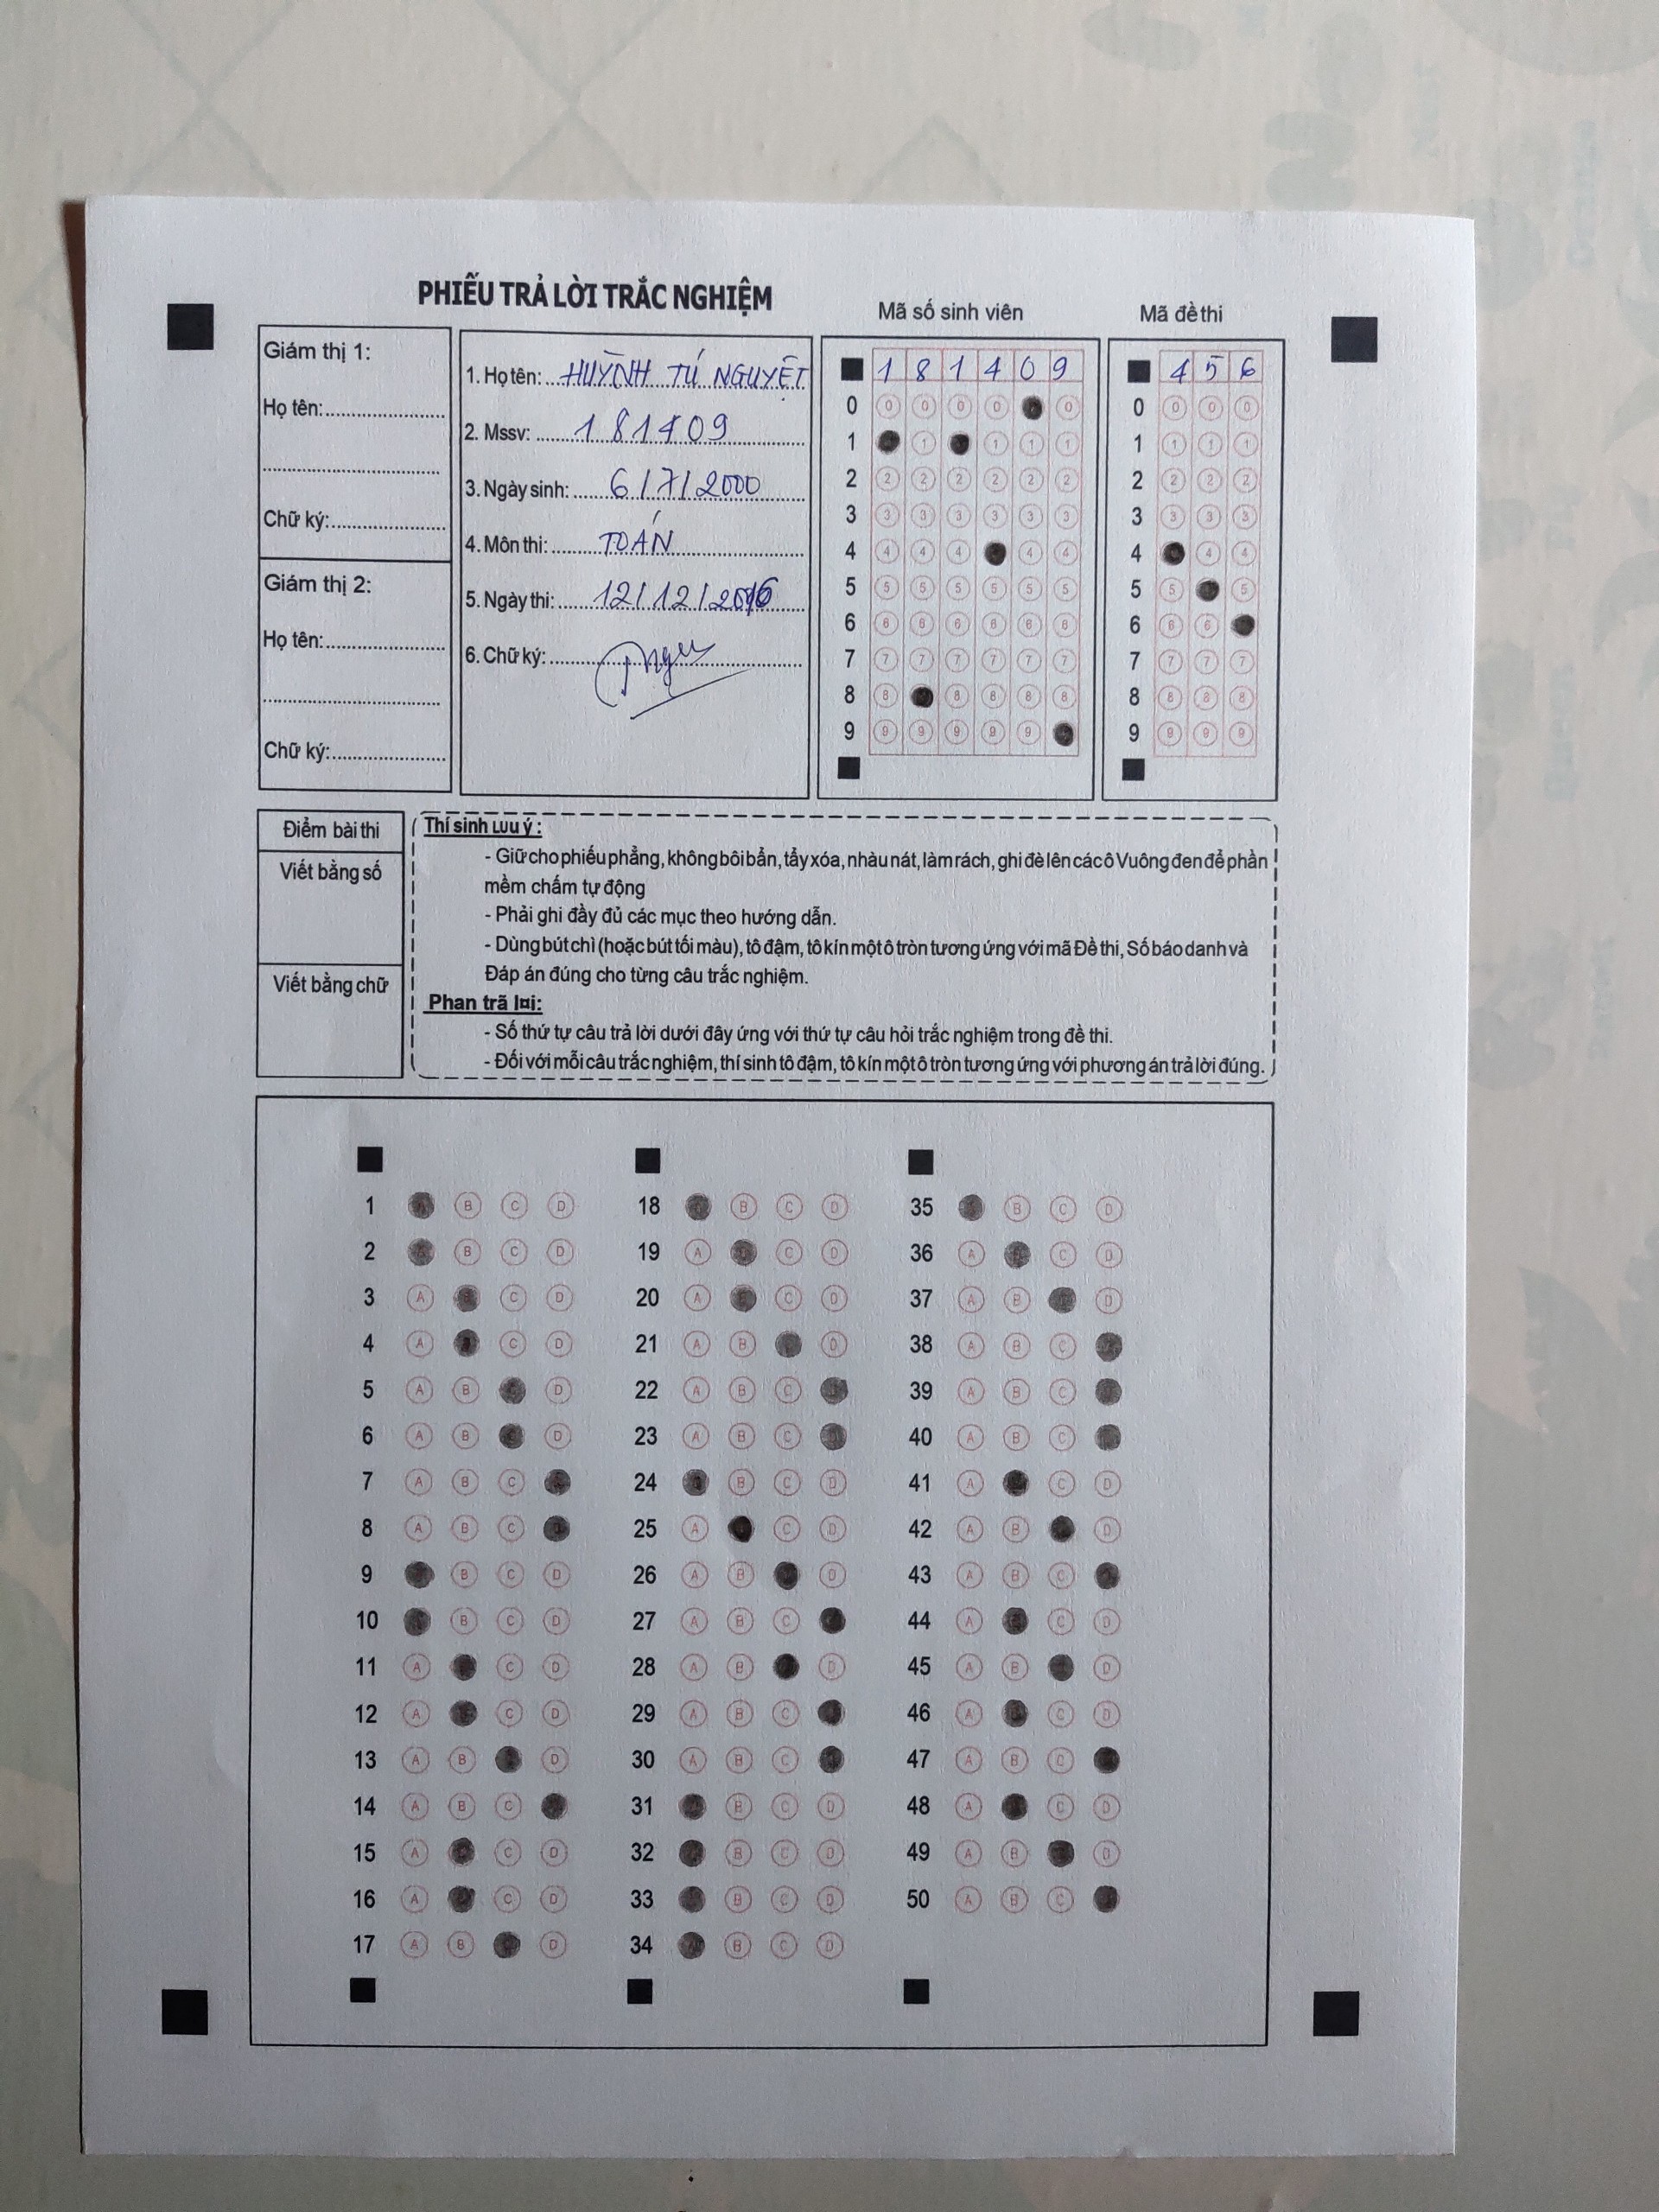 PHIẾU TRẢ LỜI TRẮC NGHIỆM
Giám thị 1:
Họ tên:
Chữ ký:
Giám thị 2:
Họ tên:
Chữ ký:
1. Họ tên: HUỲNH TÚ NGUYỆT
2. Mssv: 181409
3. Ngày sinh: 6/7/2000
4. Môn thi: TOÁN
5. Ngày thi: 12/12/
6. Chữ ký:
Mã số sinh viên
1 8 1 4 0 9
0 0 0 0 0
1 1 1 1 1
2 2 2 2 2 2 2
3 3 3 3 3 3 3
4 4 4 4 4 4
5 5 5 5 5 5 5
6 6 6 6 6 6 6
7 7 7 7 7 7 7
8 8 8 8 8 8
9 9 9 9 9 9
Mã đề thi
4 5 6
0 0 0 0
1 1 1 1
2 2 2 2
3 3 3 3
4 4 4
5 5 5
6 6 6
7 7 7 7
8 8 8 8
9 9 9 9
Điểm bài thi
Viết bằng số
Viết bằng chữ
Thí sinh LƯU ý :
- Giữ cho phiếu phẳng, không bôi bẩn, tẩy xóa, nhàu nát, làm rách, ghi đè lên các ô Vuông đen để phần
mềm chấm tự động
- Phải ghi đầy đủ các mục theo hướng dẫn.
- Dùng bút chì (hoặc bút tối màu), tô đậm, tô kín một ô tròn tương ứng với mã Đề thi, Số báo danh và
Đáp án đúng cho từng câu trắc nghiệm.
Phan trã l¤i:
- Số thứ tự câu trả lời dưới đây ứng với thứ tự câu hỏi trắc nghiệm trong đề thi.
- Đối với mỗi câu trắc nghiệm, thí sinh tô đậm, tô kín một ô tròn tương ứng với phương án trả lời đúng.
1 B C D
2 B C D
3 A C D
4 A C D
5 A B D
6 A B D
7 A B C
8 A B C
9 B C D
10 B C D
11 A C D
12 A C D
13 A B D
14 A B C
15 A C D
16 A C D
17 A B D
18 B C D
19 A C D
20 A C D
21 A B D
22 A B C
23 A B C
24 B C D
25 A C D
26 A B D
27 A B C
28 A B D
29 A B C
30 A B C
31 B C D
32 B C D
33 B C D
34 B C D
35 B C D
36 A C D
37 A B D
38 A B C
39 A B C
40 A B C
41 A C D
42 A B D
43 A B C
44 A C D
45 A B D
46 A C D
47 A B C
48 A C D
49 A B D
50 A B C